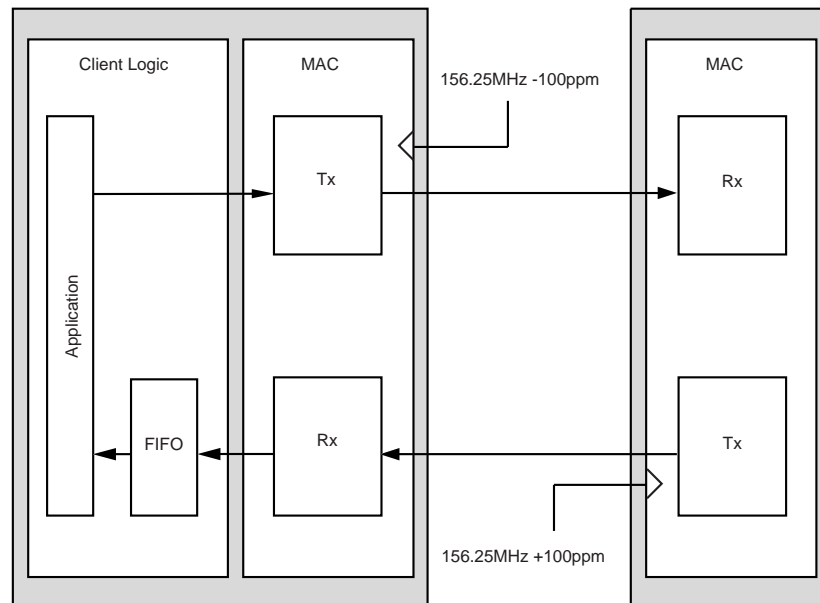 Client Logic
MAC
MAC
156.25MHz -100ppm
Tx
Rx
Application
FIFO
Rx
Tx
156.25MHz +100ppm